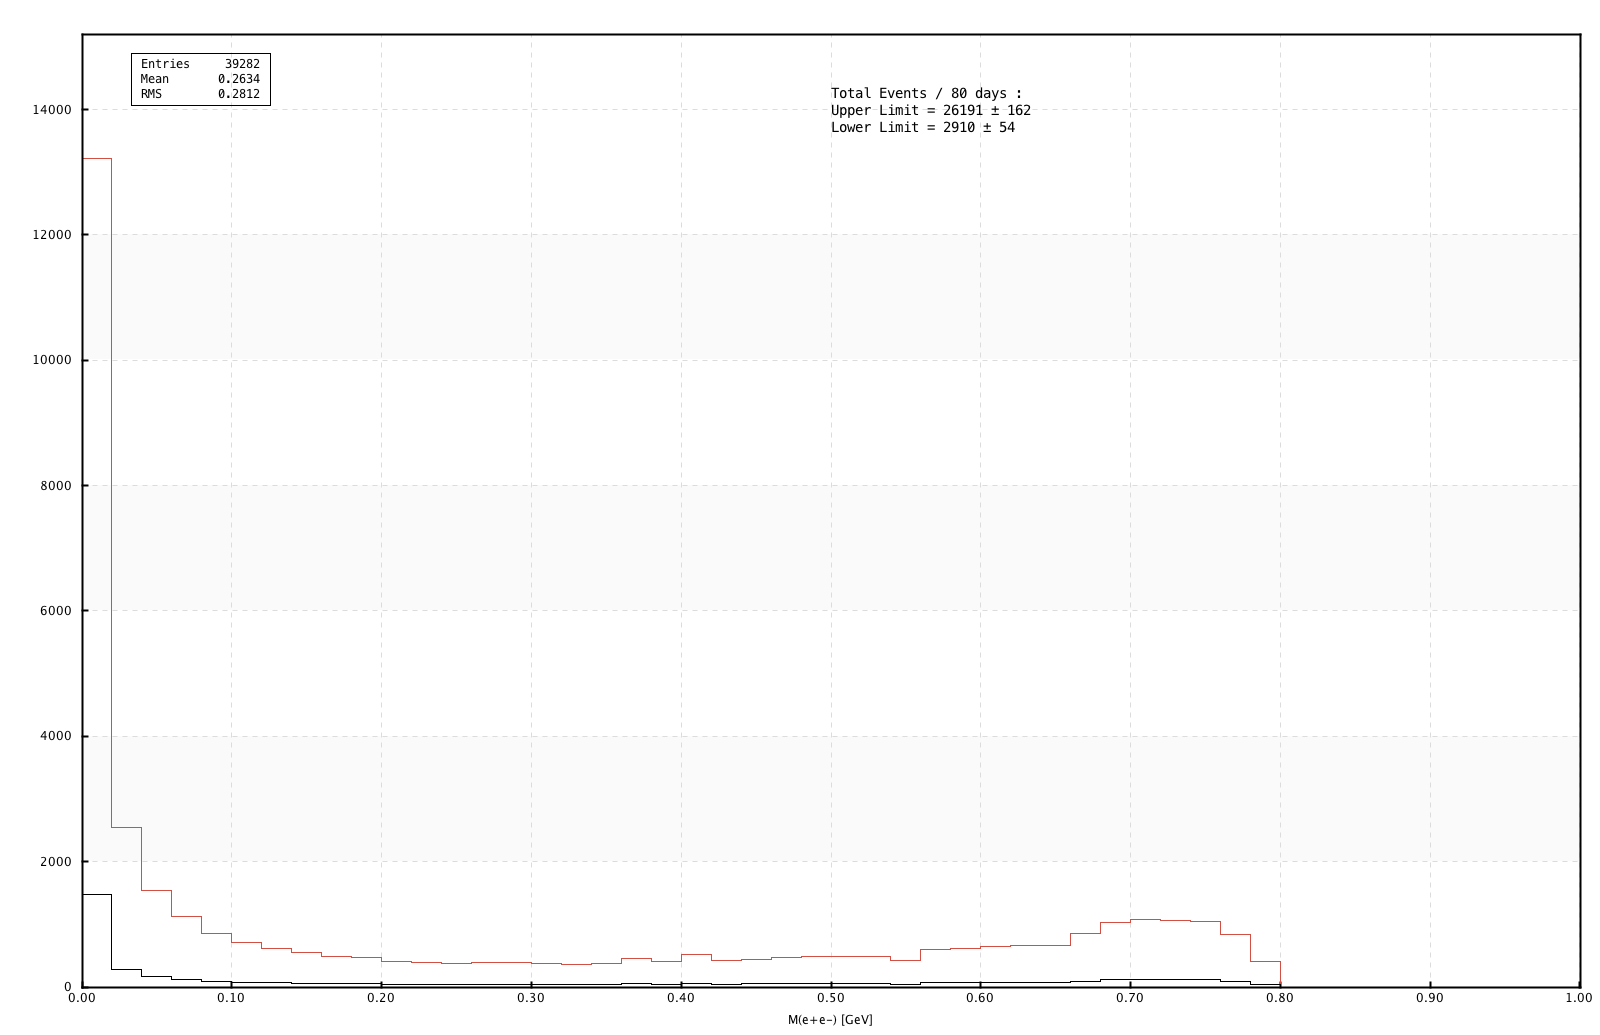 Entries 39282
Mean 0.2634
RMS 0.2812
Total Events / 80 days :
Upper Limit = 26191 ± 162
Lower Limit = 2910 ± 54
14000
12000
10000
8000
6000
4000
2000
0
0.00 0.10 0.20 0.30 0.40 0.50 0.60 0.70 0.80 0.90 1.00
M(e+e-) [GeV]